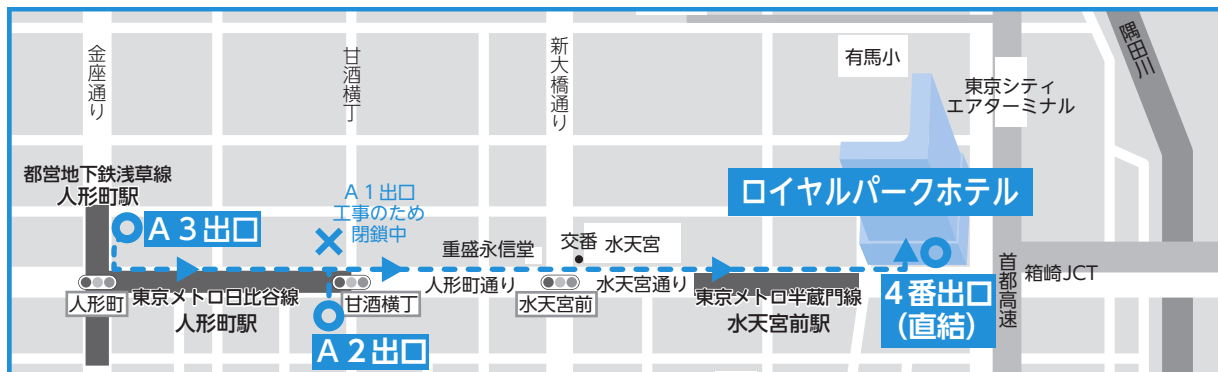 金座通り
甘酒横丁
新大橋通り
有馬小
東京シティ
エアターミナル
隅田川
都営地下鉄浅草線
人形町駅
A3出口
A1出口
工事のため
閉鎖中
ロイヤルパークホテル
重盛永信堂
交番
水天宮
人形町
東京メトロ日比谷線
人形町駅
甘酒横丁
人形町通り
水天宮前
水天宮通り
東京メトロ半蔵門線
水天宮前駅
4番出口
(直結)
首都高速
箱崎JCT
A2出口